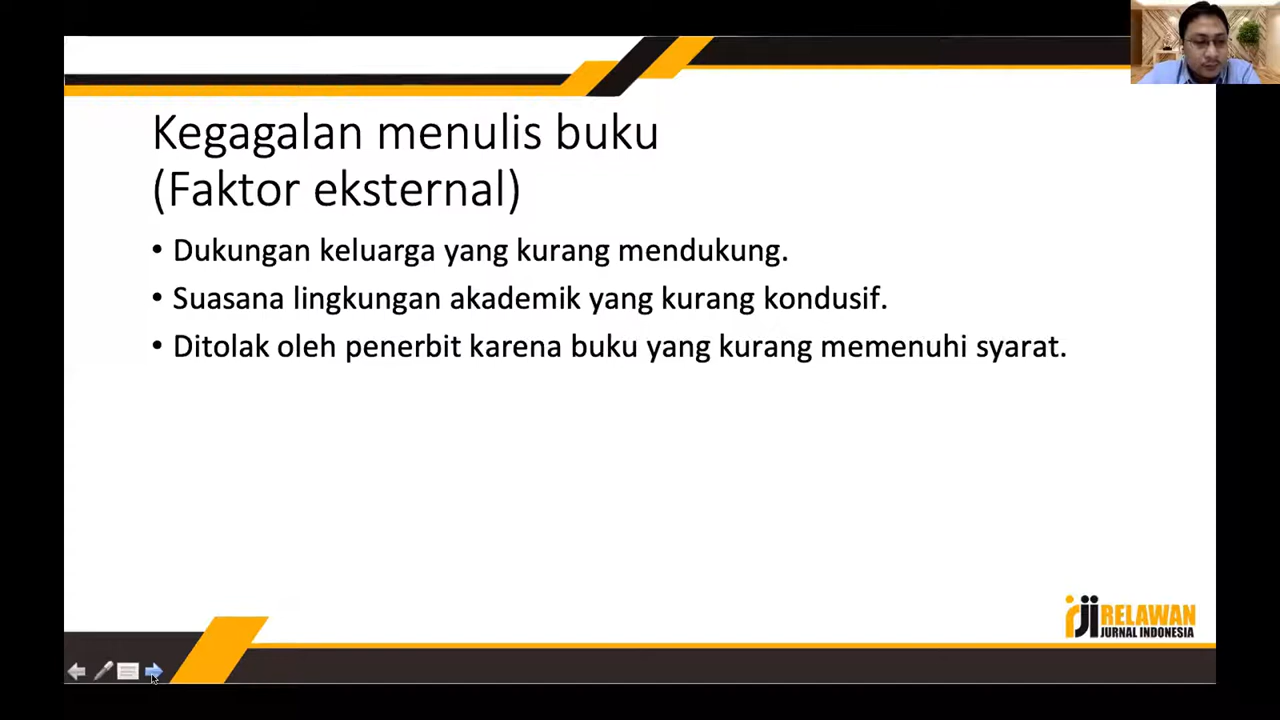 Kegagalan menulis buku
(Faktor eksternal)
• Dukungan keluarga yang kurang mendukung.
• Suasana lingkungan akademik yang kurang kondusif.
• Ditolak oleh penerbit karena buku yang kurang memenuhi syarat.
rji RELAWAN
JURNAL INDONESIA